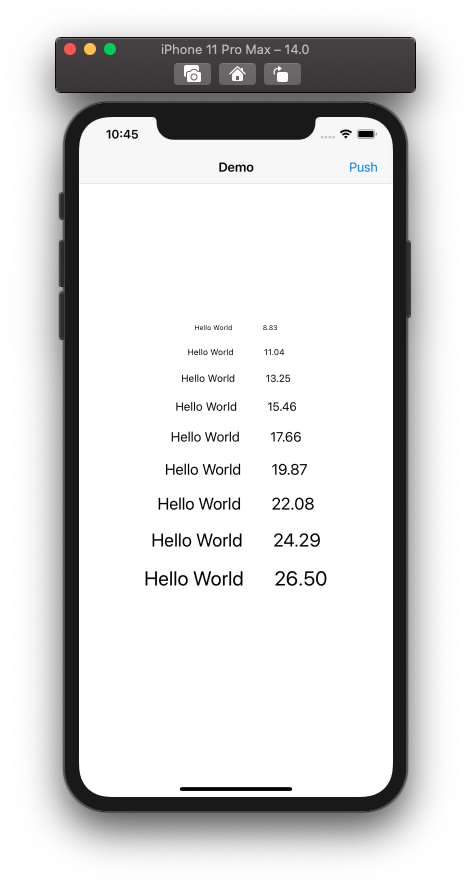 iPhone 11 Pro Max – 14.0
10:45
Demo Push
Hello World 8.83
Hello World 11.04
Hello World 13.25
Hello World 15.46
Hello World 17.66
Hello World 19.87
Hello World 22.08
Hello World 24.29
Hello World 26.50